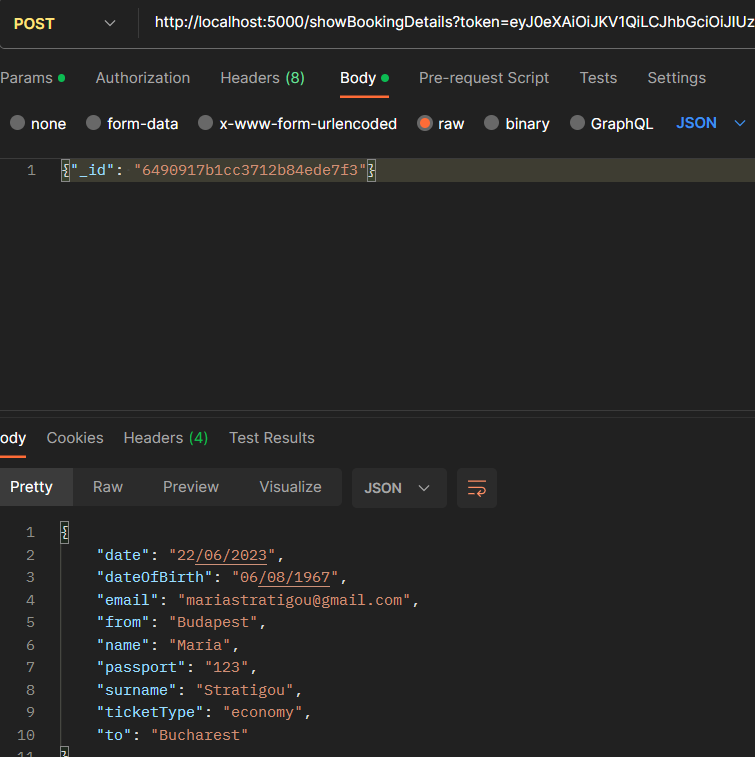 POST http://localhost:5000/showBookingDetails?token=eyJ0eXAiOiJKV1QiLCJhbGciOiJIUz
Params Authorization Headers (8) Body Pre-request Script Tests Settings
none form-data x-www-form-urlencoded raw binary GraphQL JSON
1 {"_id": "6490917b1cc3712b84ede7f3"}
ody Cookies Headers (4) Test Results
Pretty Raw Preview Visualize JSON
1 {
2 "date": "22/06/2023",
3 "dateOfBirth": "06/08/1967",
4 "email": "mariastratigou@gmail.com",
5 "from": "Budapest",
6 "name": "Maria",
7 "passport": "123",
8 "surname": "Stratigou",
9 "ticketType": "economy",
10 "to": "Bucharest"
11 }